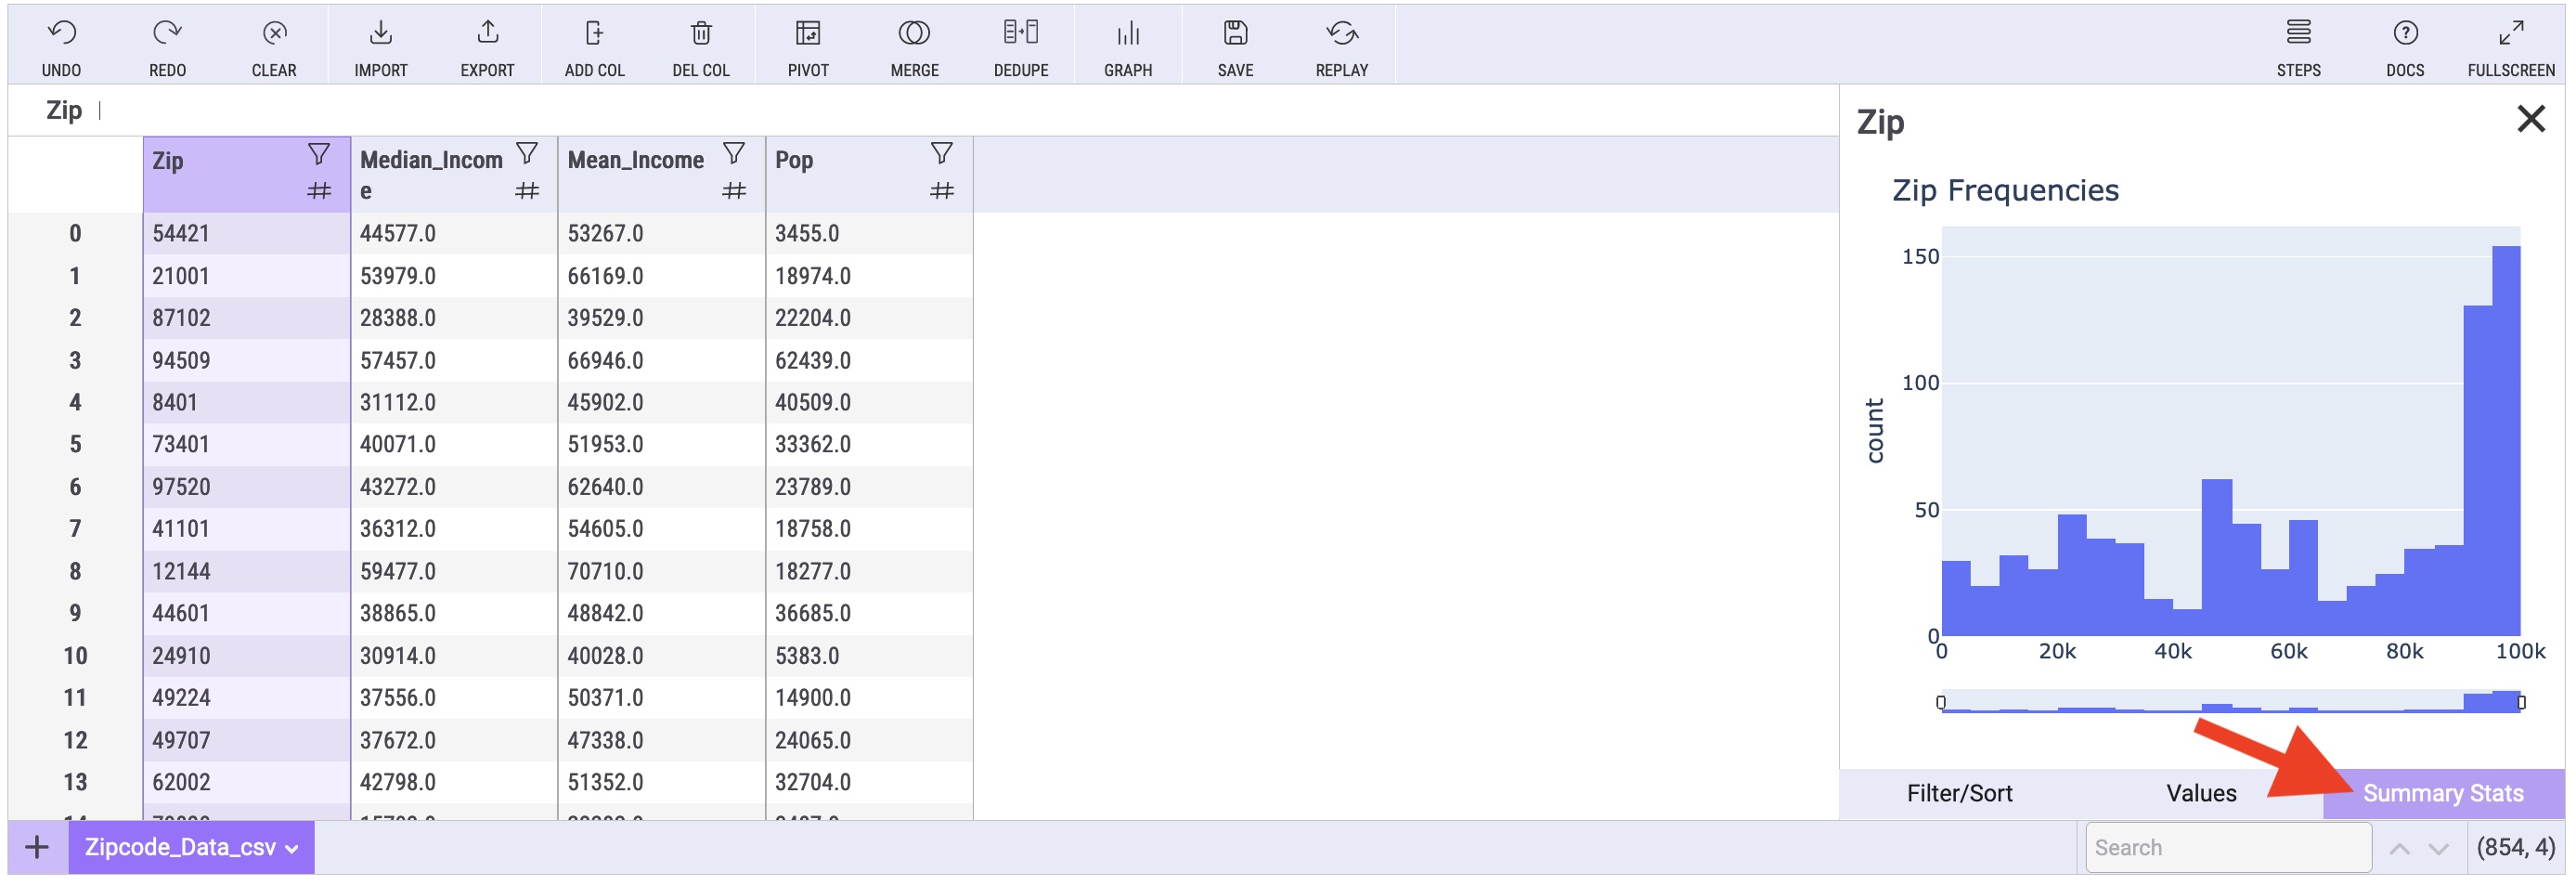 UNDO REDO CLEAR IMPORT EXPORT ADD COL DEL COL PIVOT MERGE DEDUPE GRAPH SAVE REPLAY STEPS DOCS FULLSCREEN
Zip
Zip Median_Incom Mean_Income Pop
e
0 54421 44577.0 53267.0 3455.0
1 21001 53979.0 66169.0 18974.0
2 87102 28388.0 39529.0 22204.0
3 94509 57457.0 66946.0 62439.0
4 8401 31112.0 45902.0 40509.0
5 73401 40071.0 51953.0 33362.0
6 97520 43272.0 62640.0 23789.0
7 41101 36312.0 54605.0 18758.0
8 12144 59477.0 70710.0 18277.0
9 44601 38865.0 48842.0 36685.0
10 24910 30914.0 40028.0 5383.0
11 49224 37556.0 50371.0 14900.0
12 49707 37672.0 47338.0 24065.0
13 62002 42798.0 51352.0 32704.0
Zip
Zip Frequencies
150
100
50
0
count
0 20k 40k 60k 80k 100k
Filter/Sort Values Summary Stats
+ Zipcode_Data_csv Search (854, 4)